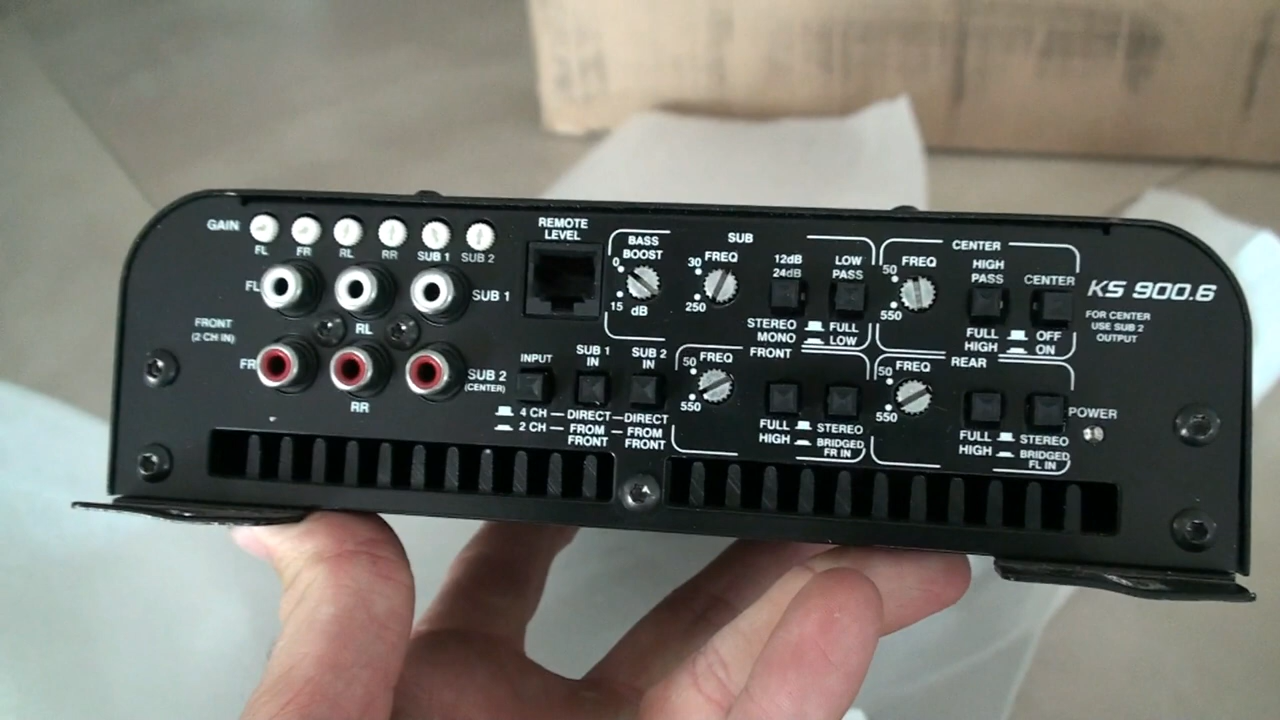 GAIN
FL FR RL RR SUB 1 SUB 2
FL
SUB 1
FRONT
(2 CH IN)
RL
FR
SUB 2
(CENTER)
RR
REMOTE
LEVEL
INPUT
SUB 1
IN
SUB 2
IN
4 CH — DIRECT — DIRECT
2 CH — FROM
FRONT — FROM
FRONT
BASS
BOOST
0
15
dB
SUB
30
FREQ
250
12dB
24dB
LOW
PASS
STEREO
MONO
FULL
LOW
CENTER
50
FREQ
550
HIGH
PASS
CENTER
FULL
HIGH
OFF
ON
KS 900.6
FOR CENTER
USE SUB 2
OUTPUT
FRONT
50
FREQ
550
FULL
HIGH
STEREO
BRIDGED
FR IN
REAR
50
FREQ
550
FULL
HIGH
STEREO
BRIDGED
FL IN
POWER